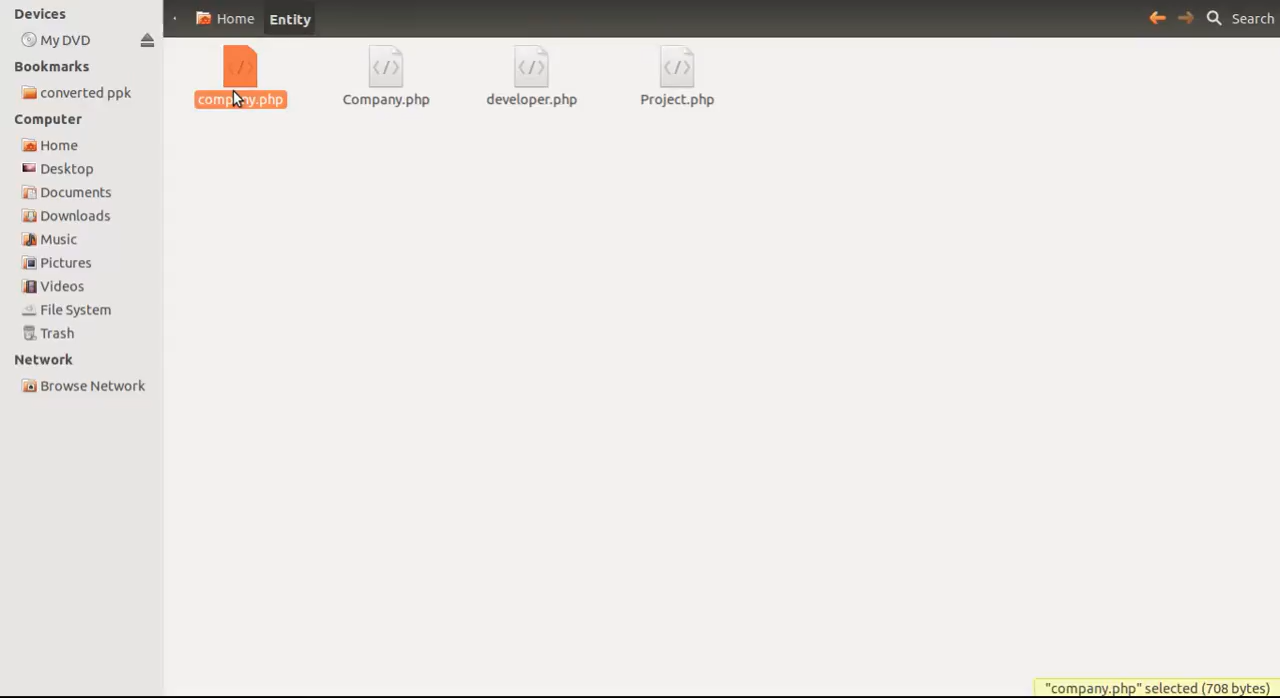 Devices
My DVD
Bookmarks
converted ppk
Computer
Home
Desktop
Documents
Downloads
Music
Pictures
Videos
File System
Trash
Network
Browse Network
Home Entity Search
company.php Company.php developer.php Project.php
"company.php" selected (708 bytes)